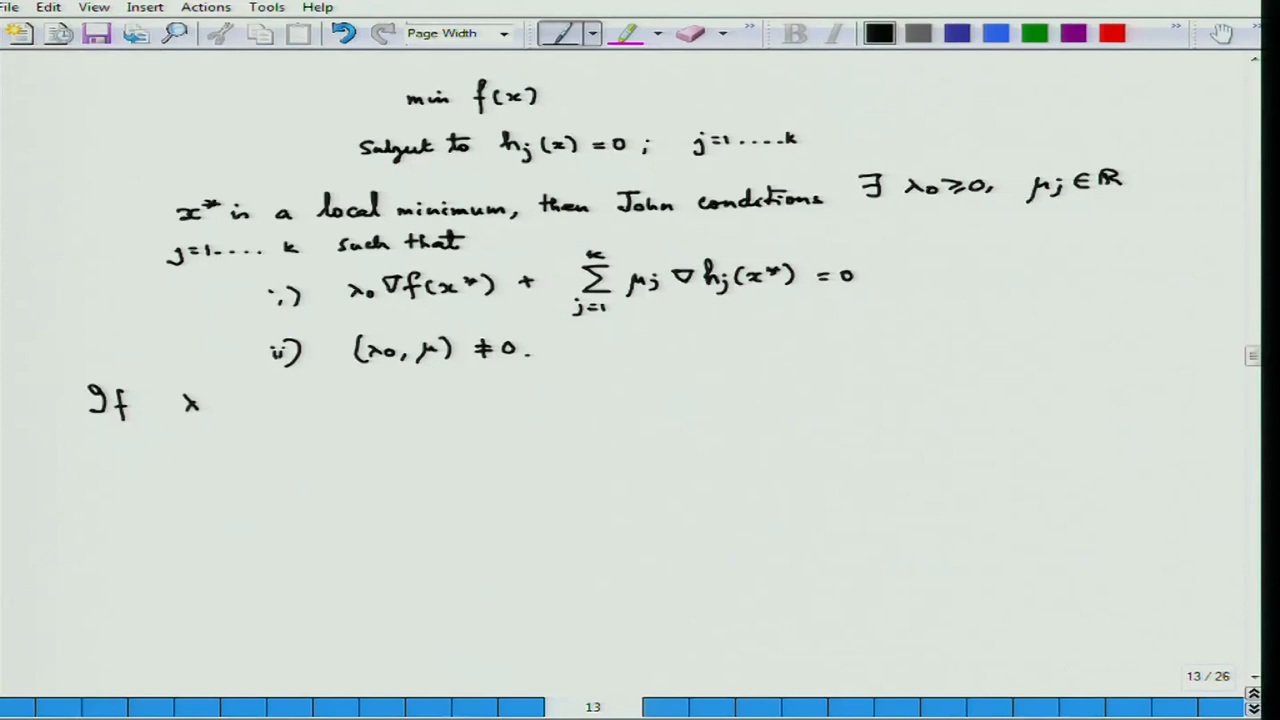 File Edit View Insert Actions Tools Help
Page Width
min f(x)
Subject to hj(x) = 0 ; j=1.....k
x* is a local minimum, then John conditions ∃ λ0 ≥ 0, μj ∈ ℝ
j=1..... k such that
i) λ0 ∇f(x*) + ∑_{j=1}^{k} μj ∇hj(x*) = 0
ii) (λ0, μ) ≠ 0.
If λ
13 / 26
13